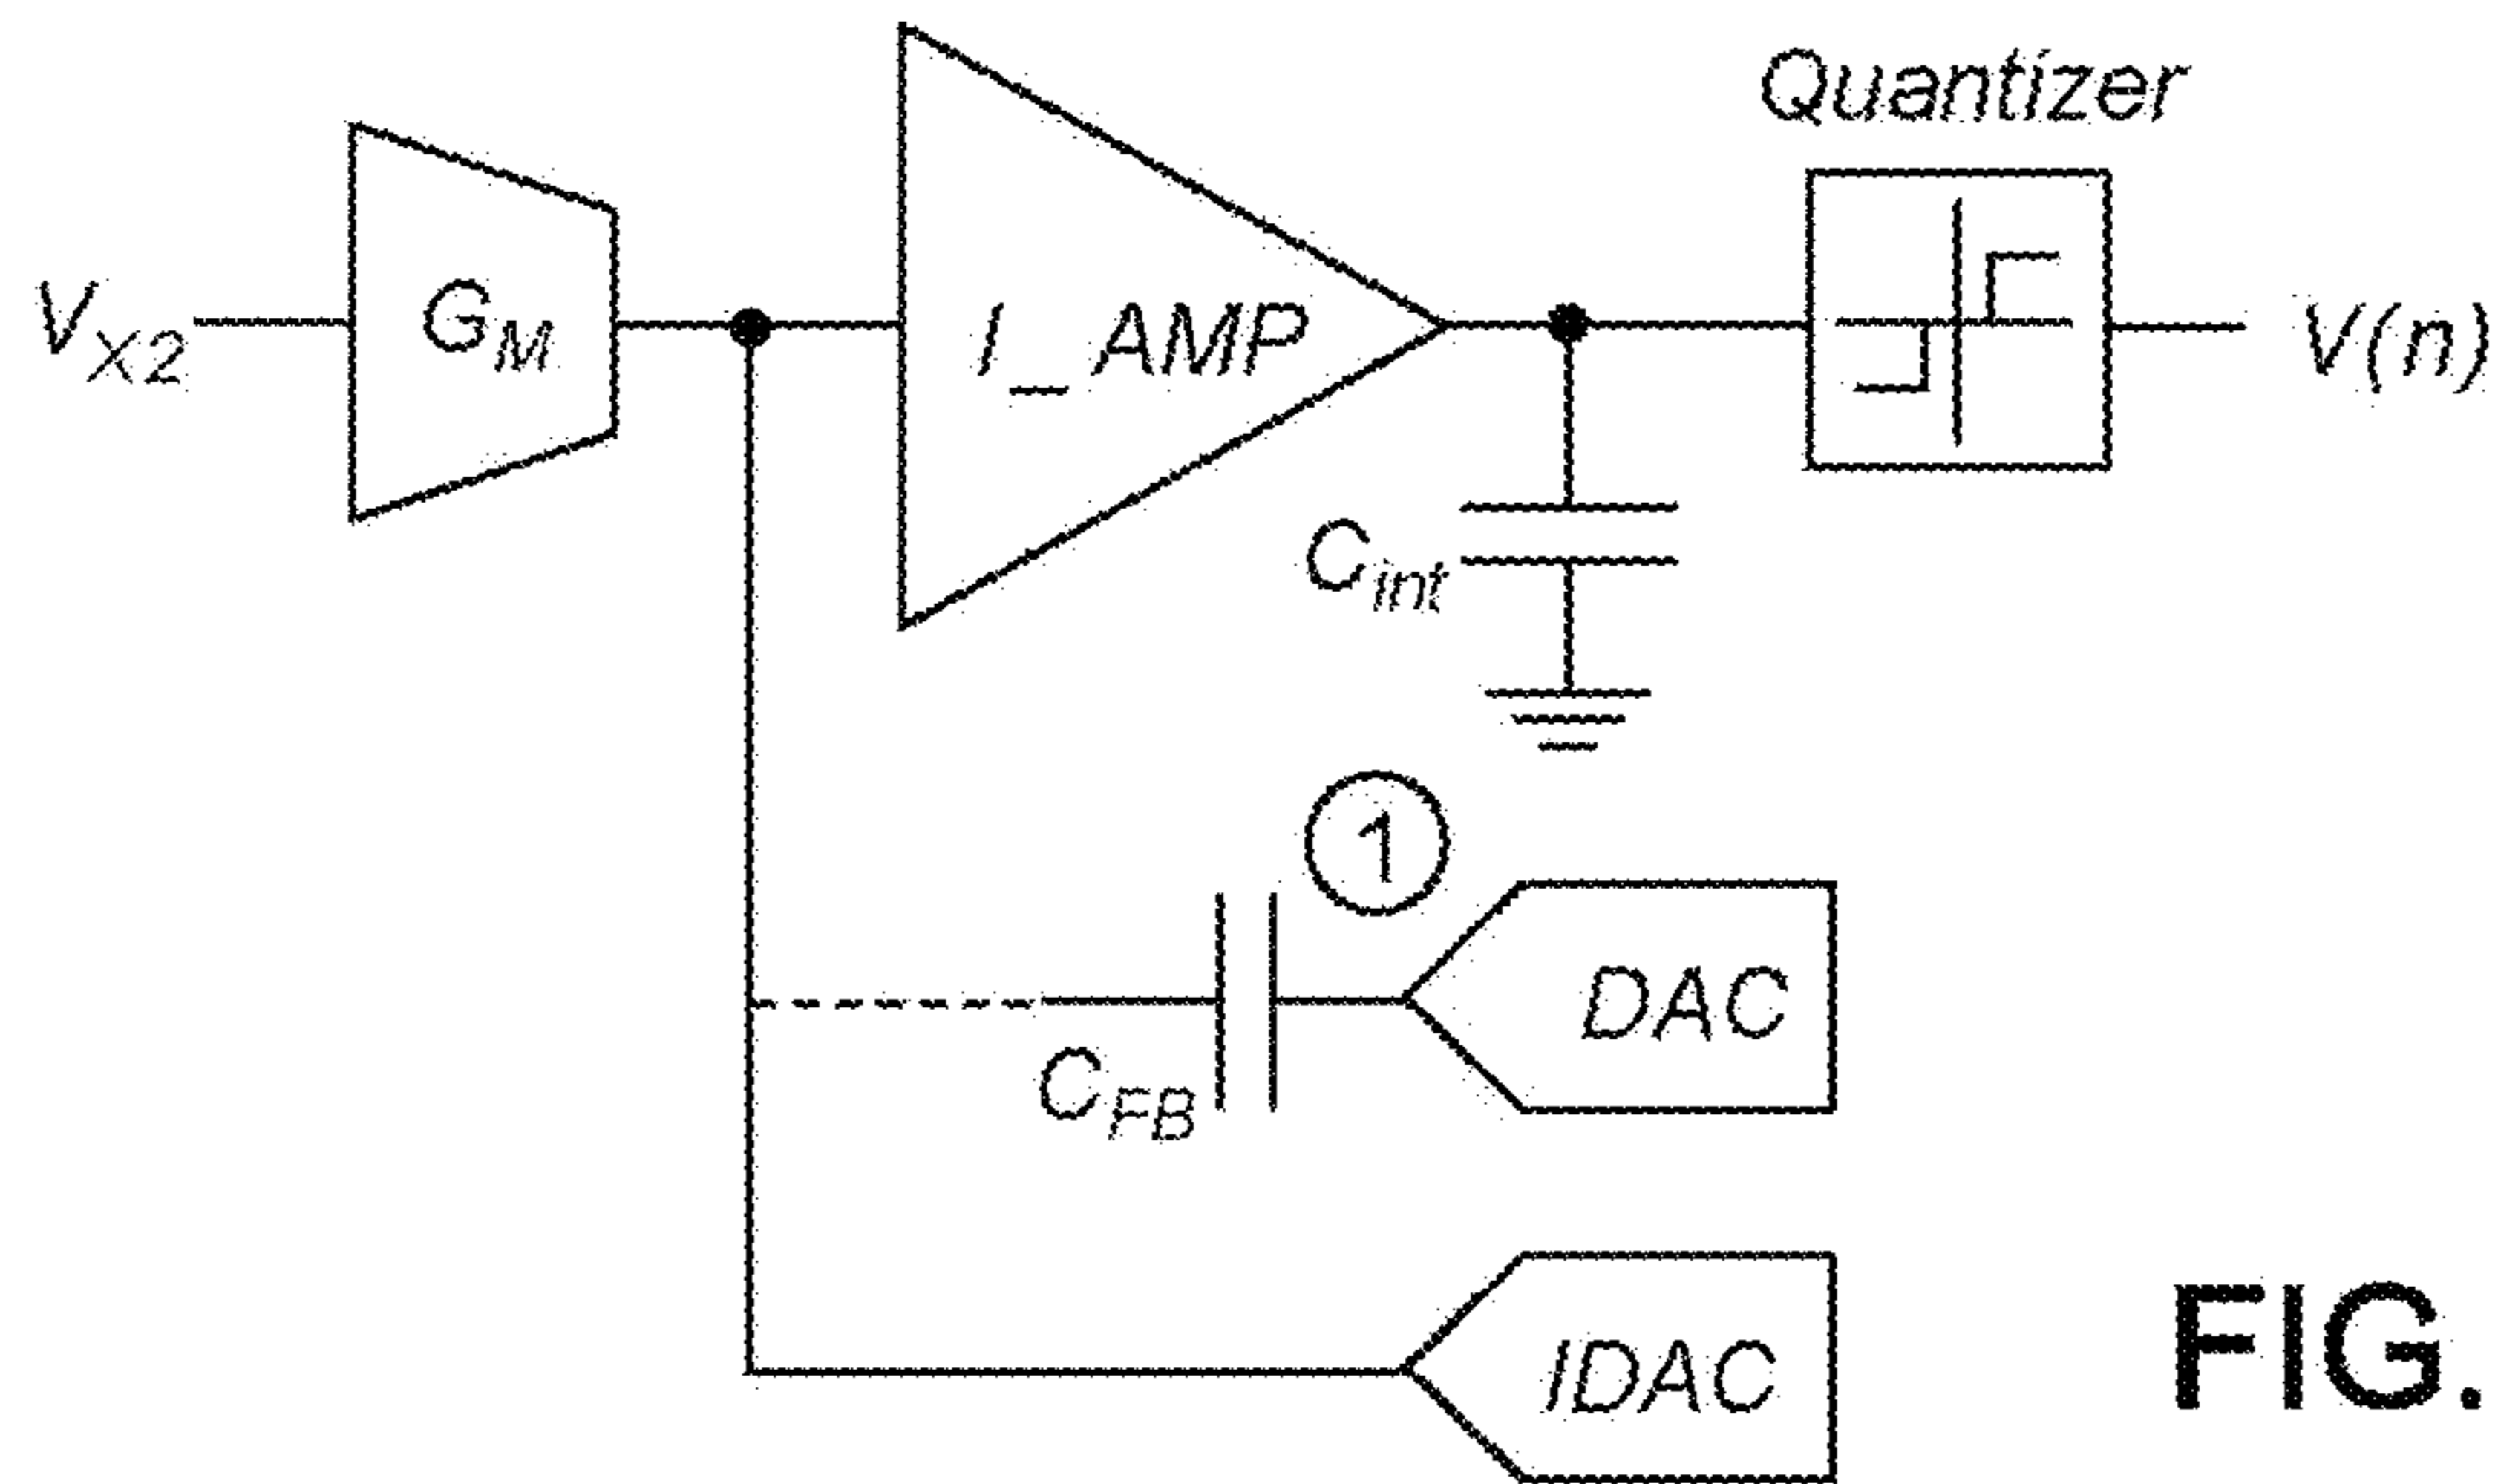 Quantizer
V_X2
G_M
I_AMP
V(n)
C_int
1
DAC
C_FB
IDAC
FIG.